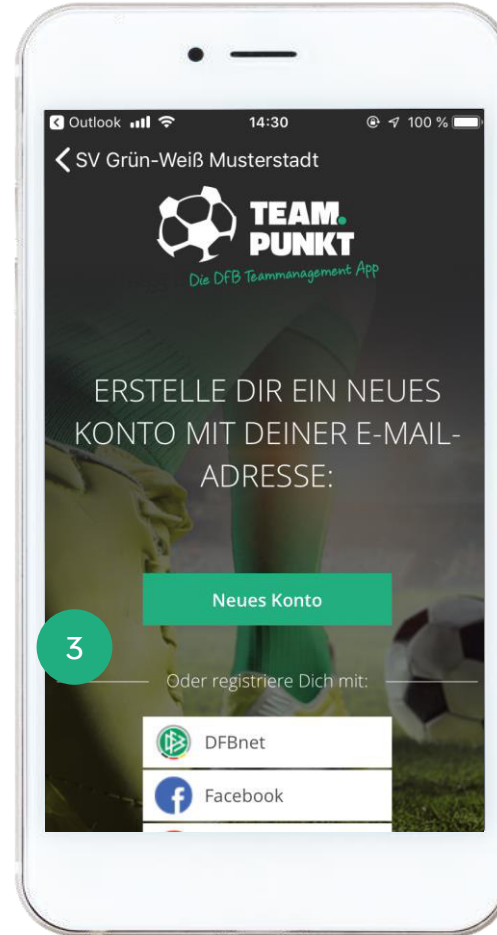 Outlook 14:30 100 %
SV Grün-Weiß Musterstadt
TEAM.
PUNKT
Die DFB Teammanagement App
ERSTELLE DIR EIN NEUES
KONTO MIT DEINER E-MAIL-
ADRESSE:
Neues Konto
3
Oder registriere Dich mit:
DFBnet
Facebook